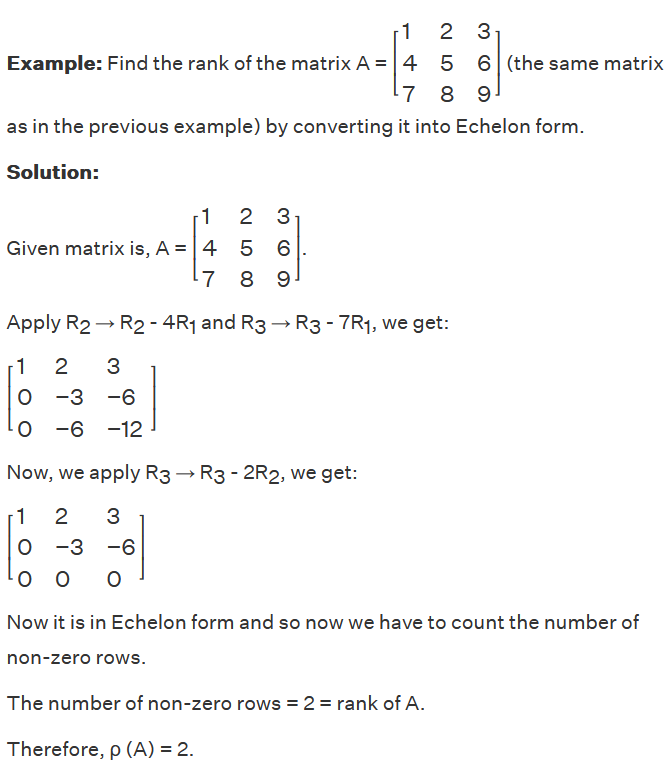 Example: Find the rank of the matrix A = ⎡1 2 3⎤
⎢4 5 6⎥ (the same matrix
⎣7 8 9⎦
as in the previous example) by converting it into Echelon form.
Solution:
⎡1 2 3⎤
Given matrix is, A = ⎢4 5 6⎥.
⎣7 8 9⎦
Apply R₂ → R₂ - 4R₁ and R₃ → R₃ - 7R₁, we get:
⎡1 2 3⎤
⎢0 −3 −6⎥
⎣0 −6 −12⎦
Now, we apply R₃ → R₃ - 2R₂, we get:
⎡1 2 3⎤
⎢0 −3 −6⎥
⎣0 0 0⎦
Now it is in Echelon form and so now we have to count the number of
non-zero rows.
The number of non-zero rows = 2 = rank of A.
Therefore, ρ (A) = 2.